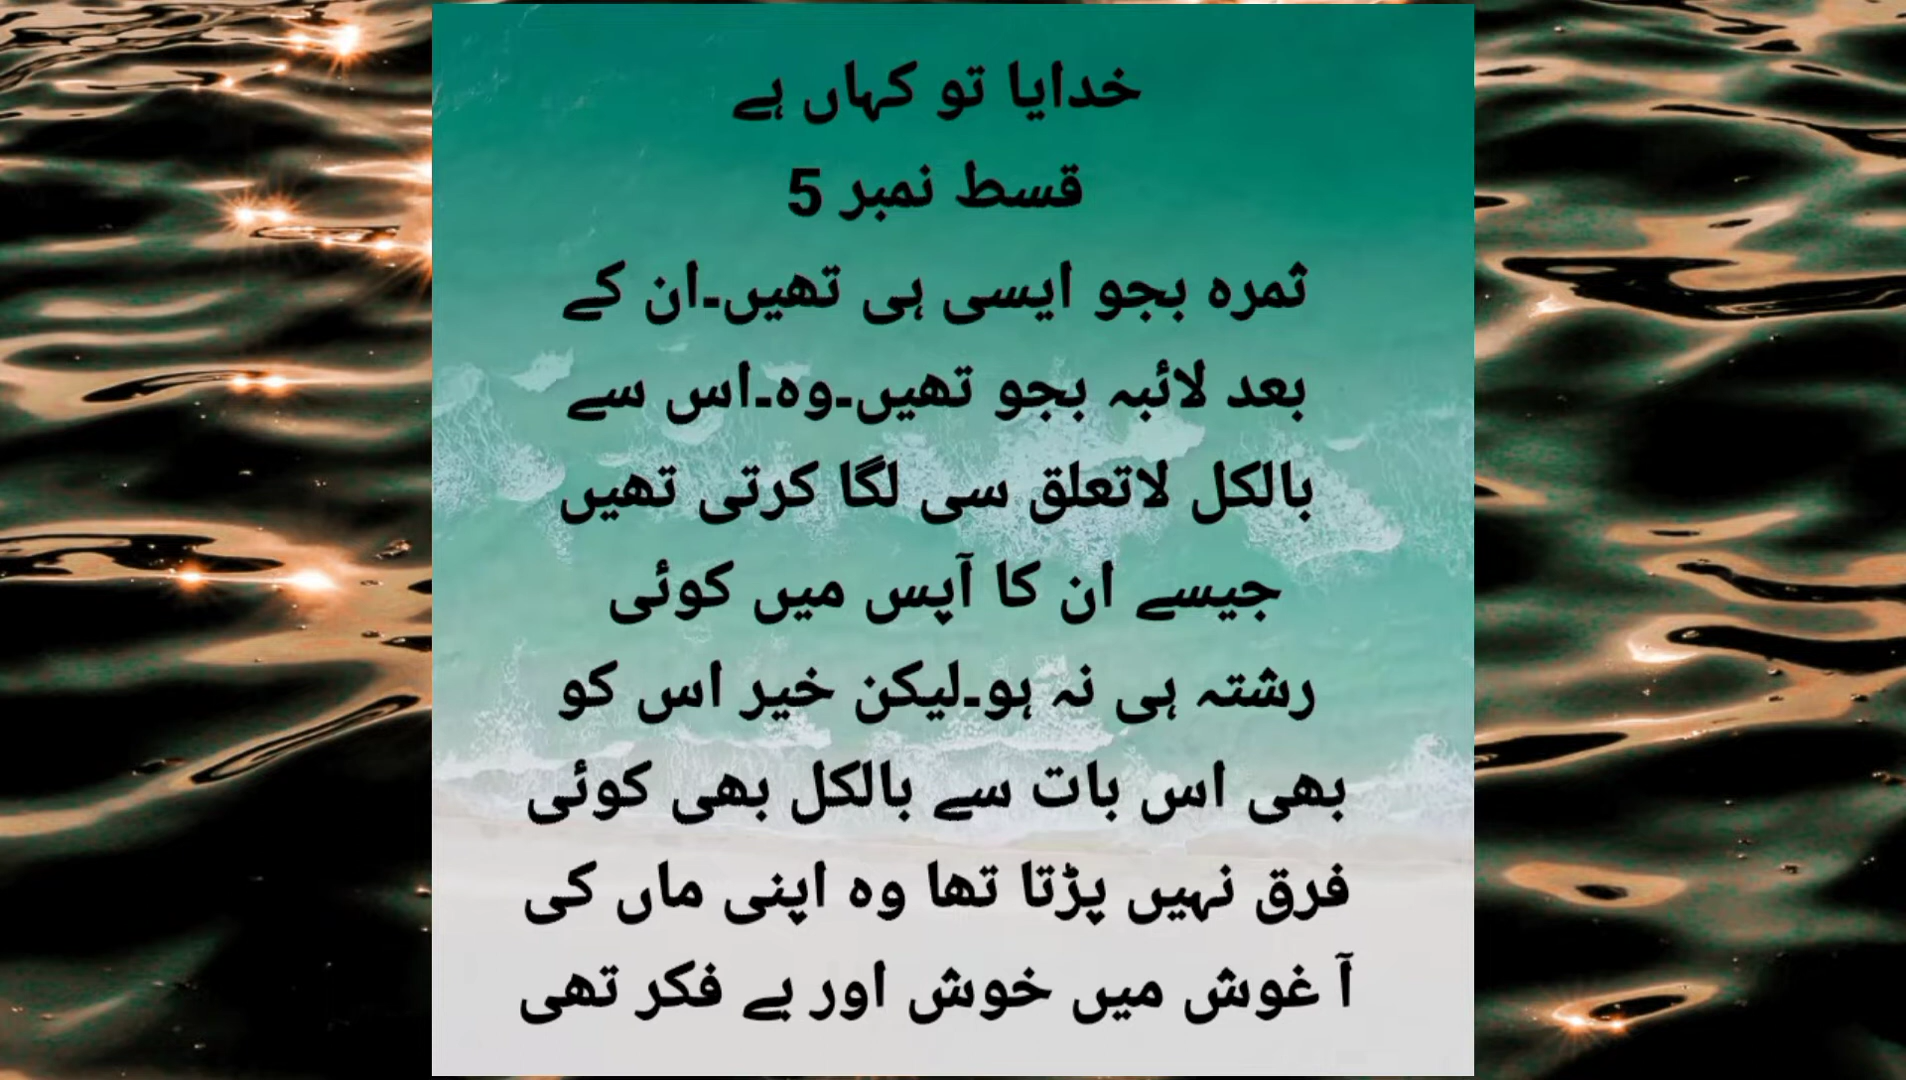 خدایا تو کہاں ہے
قسط نمبر 5
ثمرہ بجو ایسی ہی تھیں۔ان کے
بعد لائبہ بجو تھیں۔وہ۔اس سے
بالکل لاتعلق سی لگا کرتی تھیں
جیسے ان کا آپس میں کوئی
رشتہ ہی نہ ہو۔لیکن خیر اس کو
بھی اس بات سے بالکل بھی کوئی
فرق نہیں پڑتا تھا وہ اپنی ماں کی
آ غوش میں خوش اور بے فکر تھی